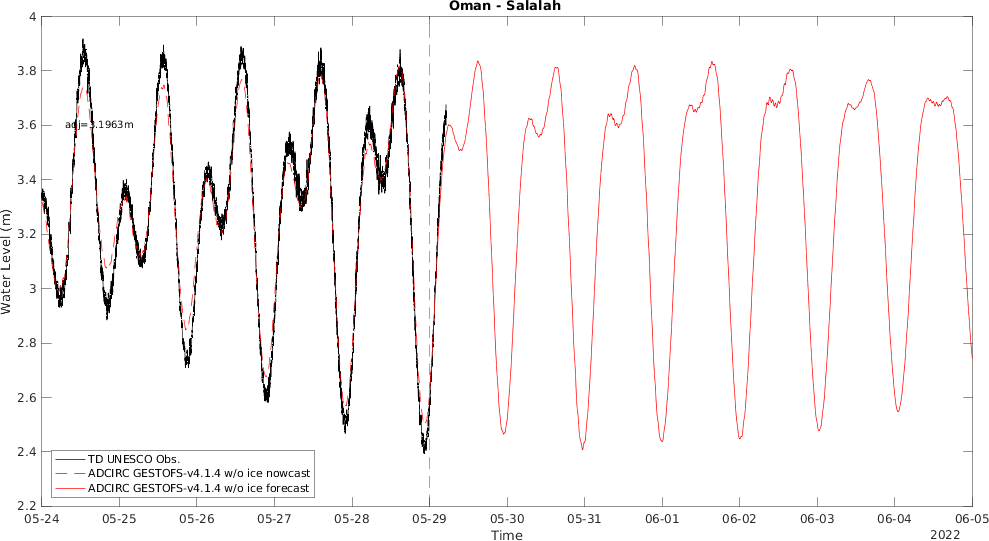 Oman - Salalah
4
3.8
3.6
3.4
3.2
3
2.8
2.6
2.4
2.2
Water Level (m)
adj=3.1963m
TD UNESCO Obs.
ADCIRC GESTOFS-v4.1.4 w/o ice nowcast
ADCIRC GESTOFS-v4.1.4 w/o ice forecast
05-24 05-25 05-26 05-27 05-28 05-29 05-30 05-31 06-01 06-02 06-03 06-04 06-05
Time
2022